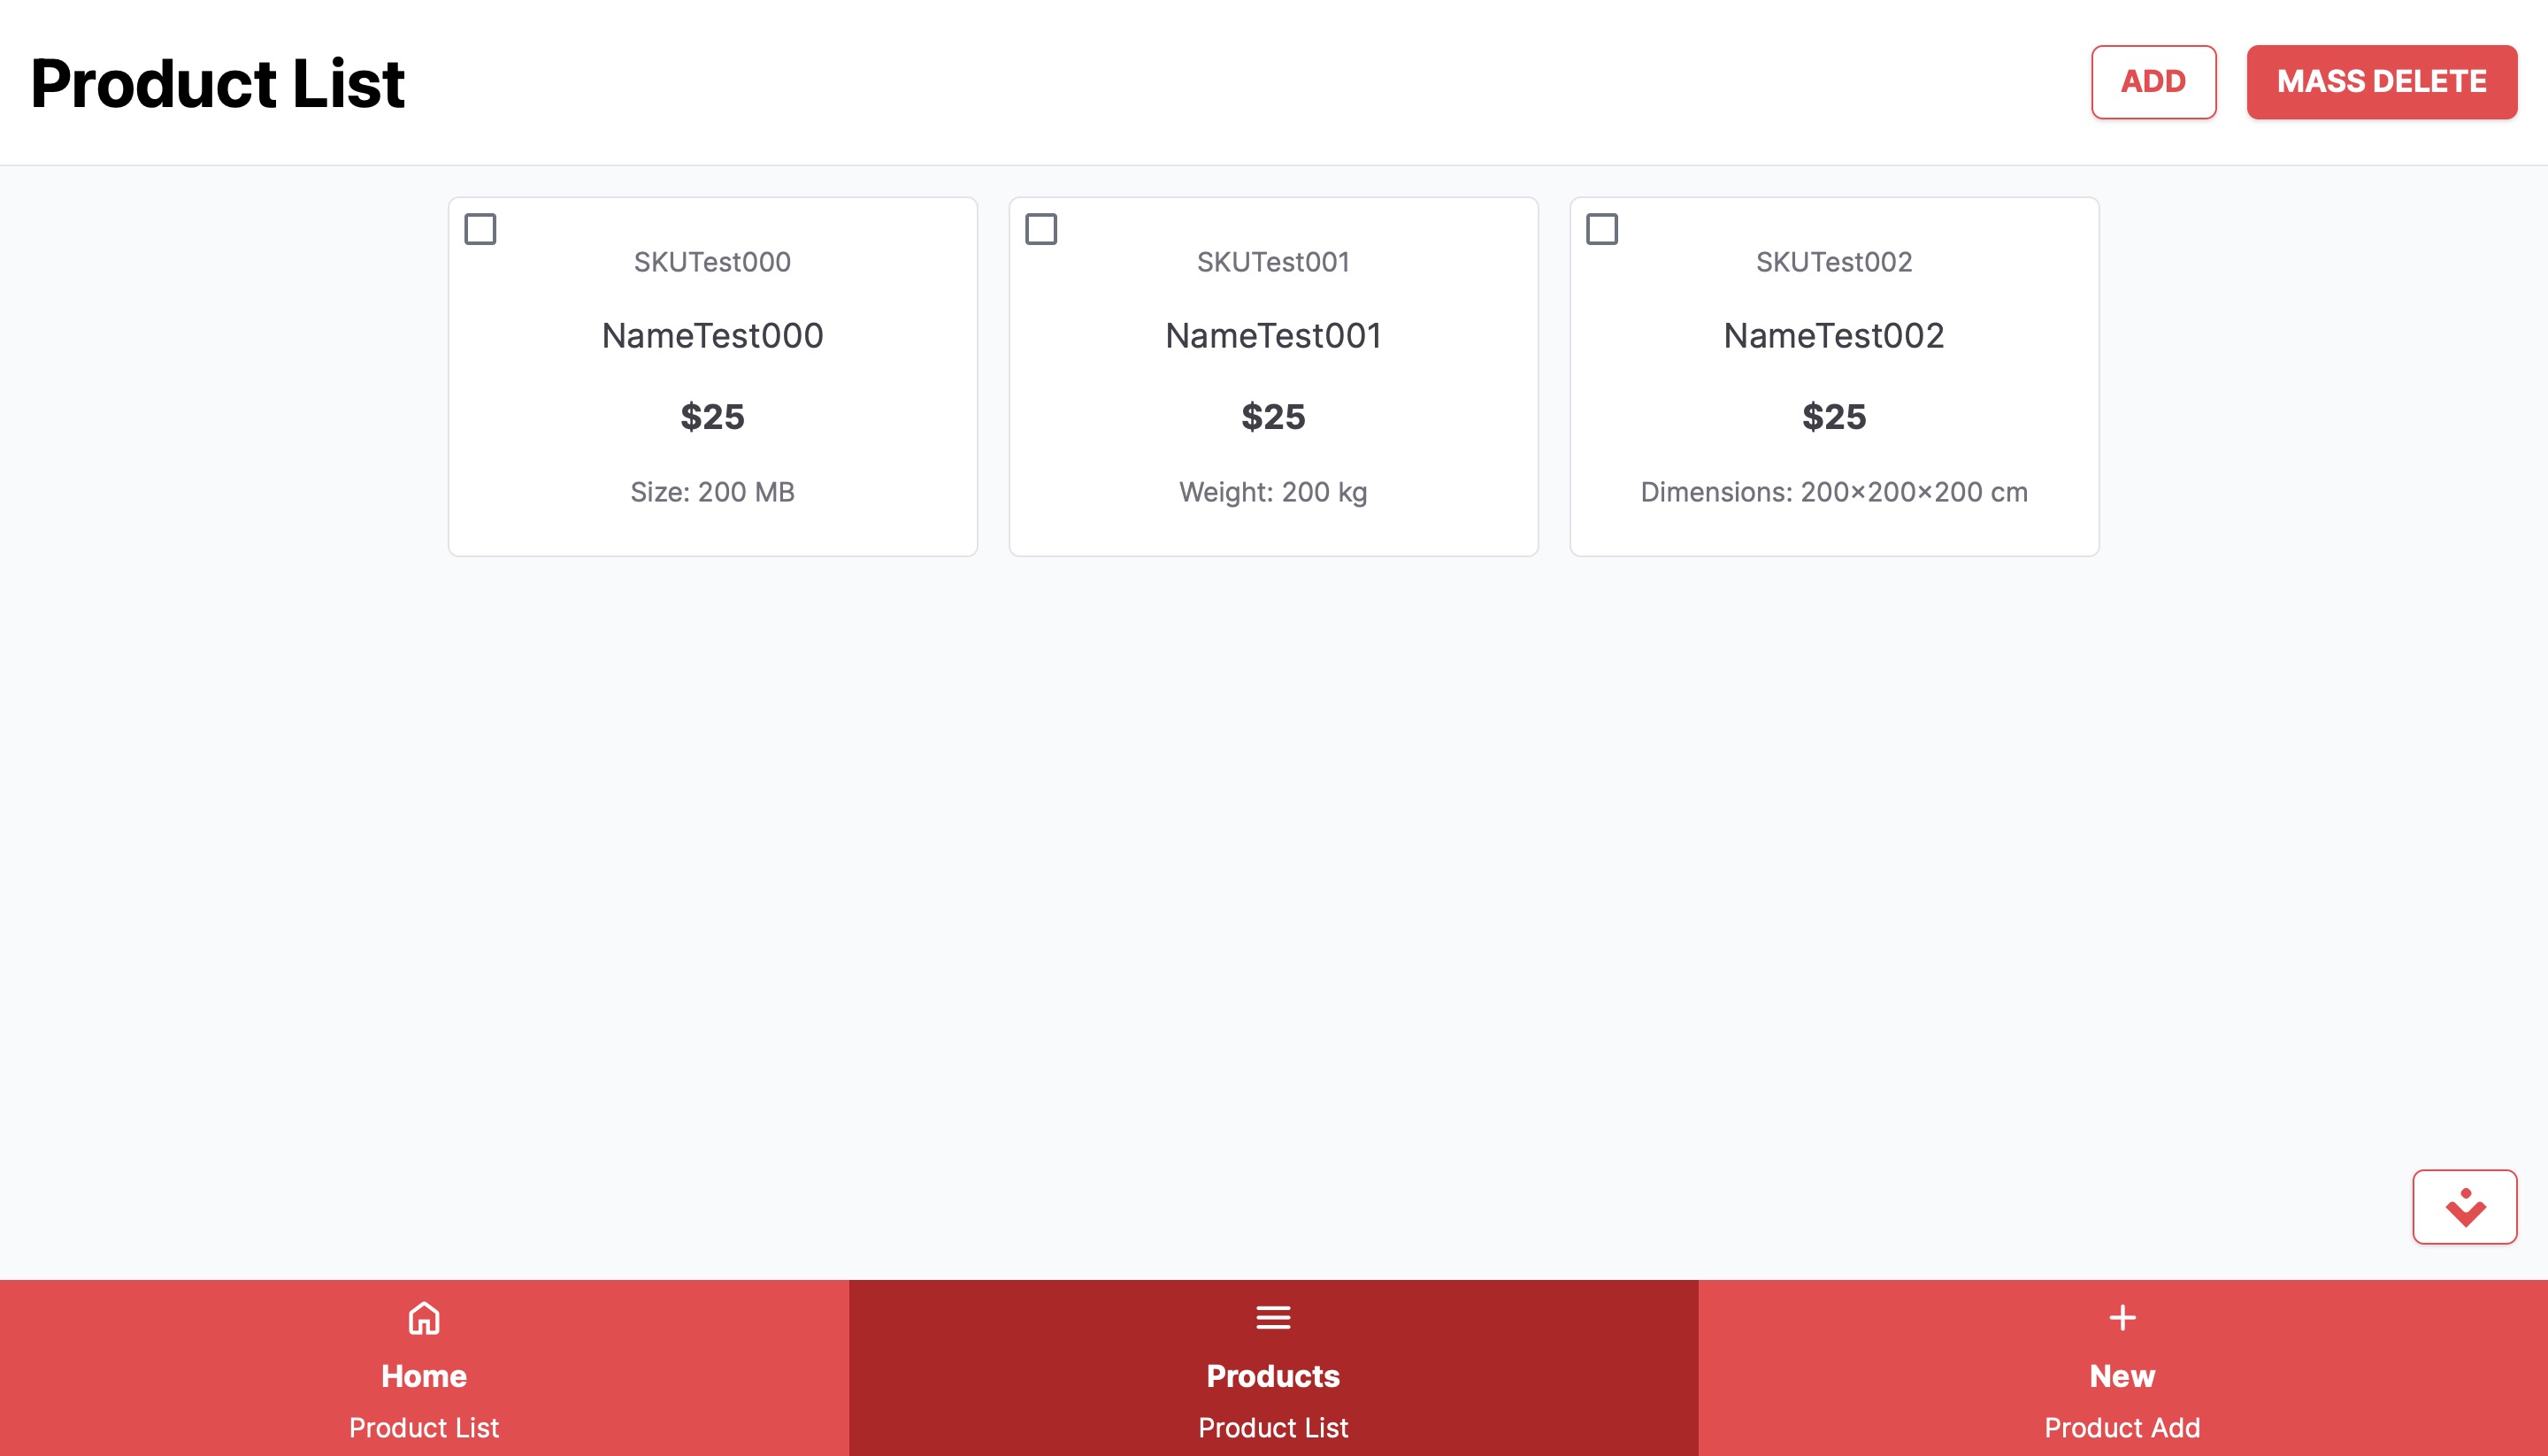 Product List
ADD
MASS DELETE
SKUTest000
NameTest000
$25
Size: 200 MB
SKUTest001
NameTest001
$25
Weight: 200 kg
SKUTest002
NameTest002
$25
Dimensions: 200×200×200 cm
Home
Product List
Products
Product List
New
Product Add